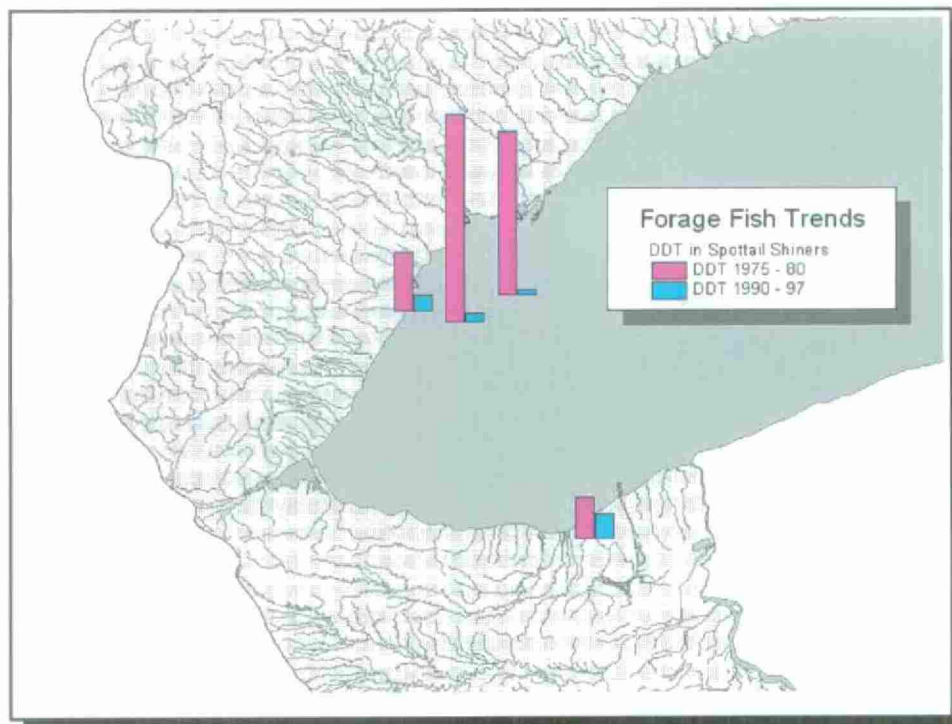 Forage Fish Trends
DDT in Spottail Shiners
DDT 1975 - 80
DDT 1990 - 97